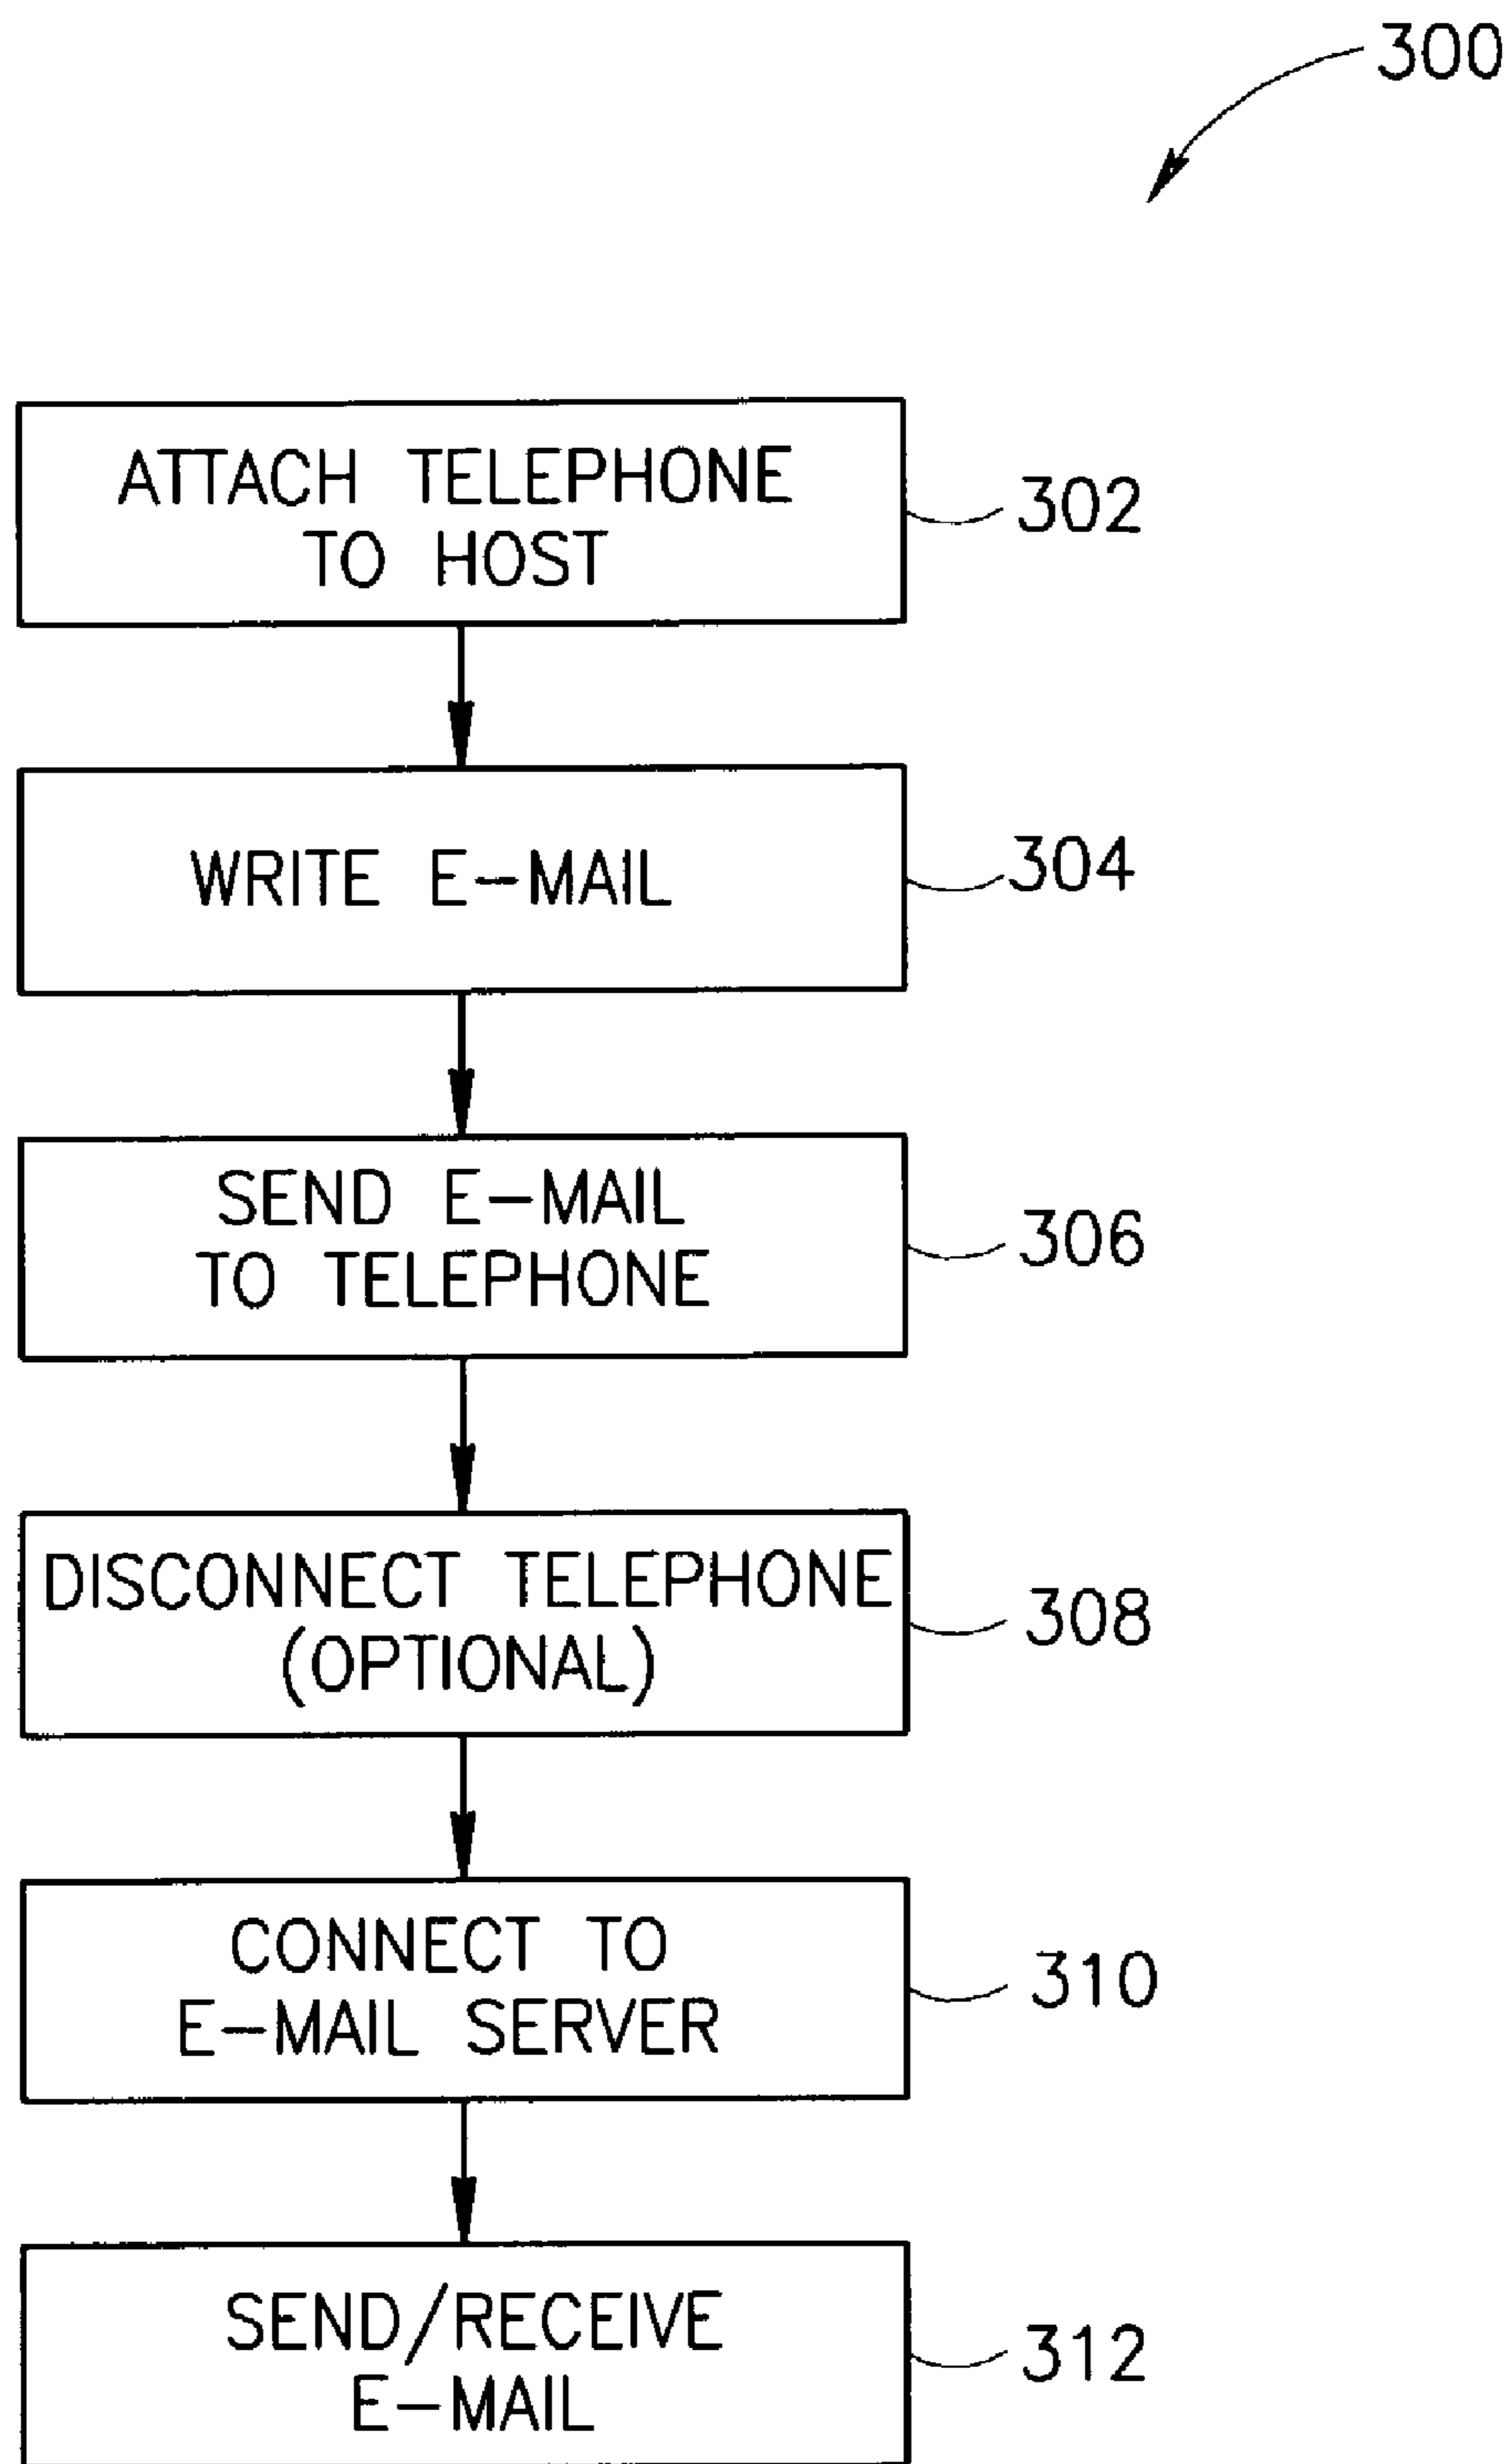 300
ATTACH TELEPHONE
TO HOST
302
WRITE E-MAIL
304
SEND E-MAIL
TO TELEPHONE
306
DISCONNECT TELEPHONE
(OPTIONAL)
308
CONNECT TO
E-MAIL SERVER
310
SEND/RECEIVE
E-MAIL
312